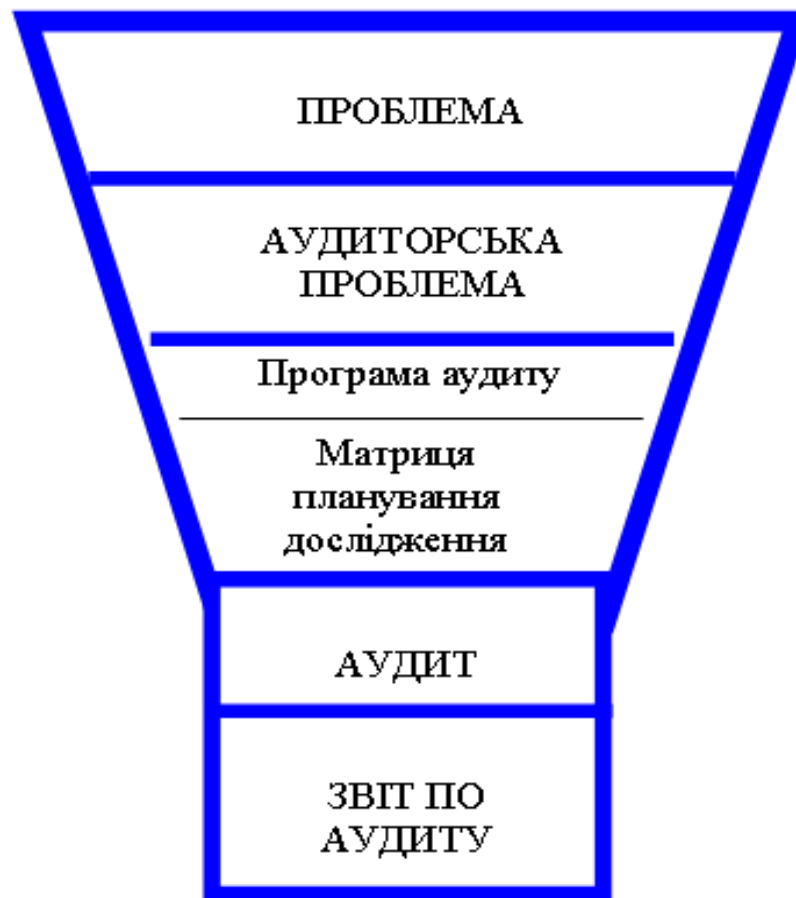 ПРОБЛЕМА
АУДИТОРСЬКА
ПРОБЛЕМА
Програма аудиту
Матриця
планування
дослідження
АУДИТ
ЗВІТ ПО
АУДИТУ